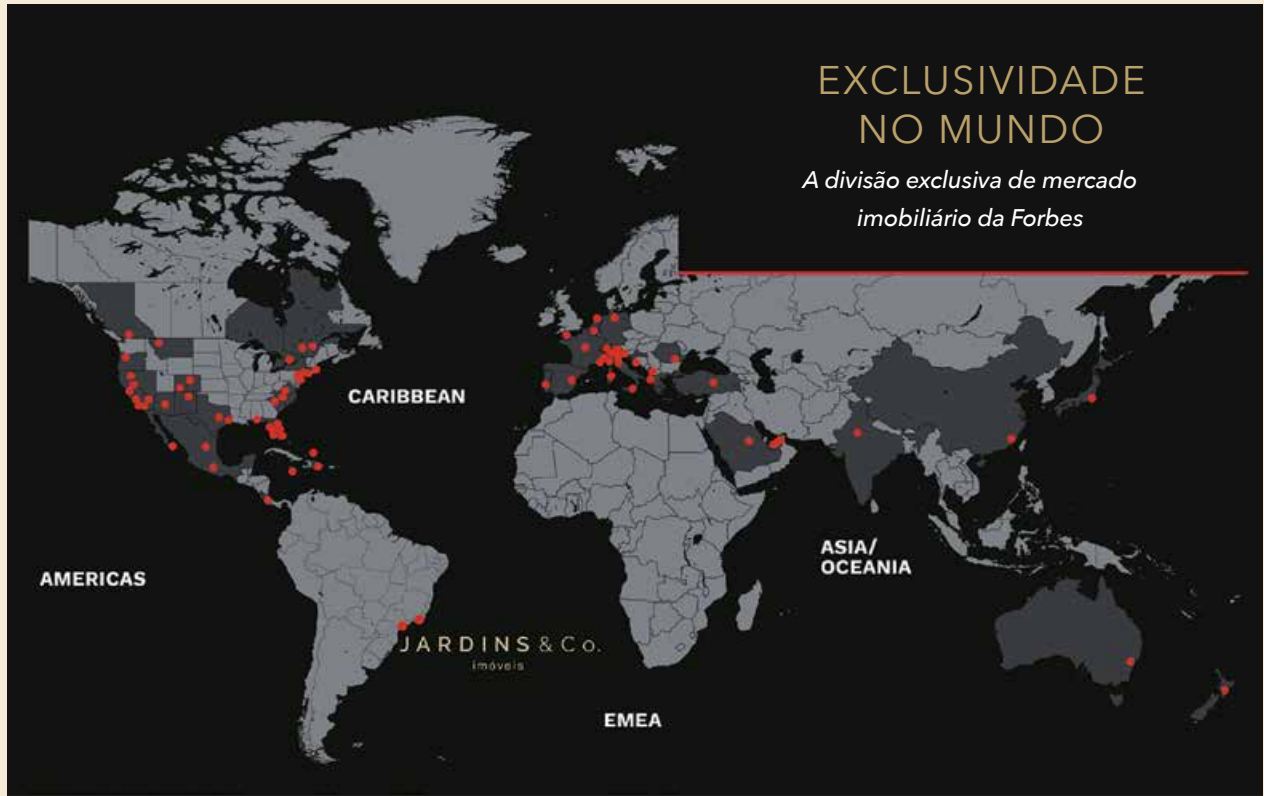 EXCLUSIVIDADE
NO MUNDO
A divisão exclusiva de mercado
imobiliário da Forbes
CARIBBEAN
AMERICAS
ASIA/
OCEANIA
JARDINS & Co.
imóveis
EMEA